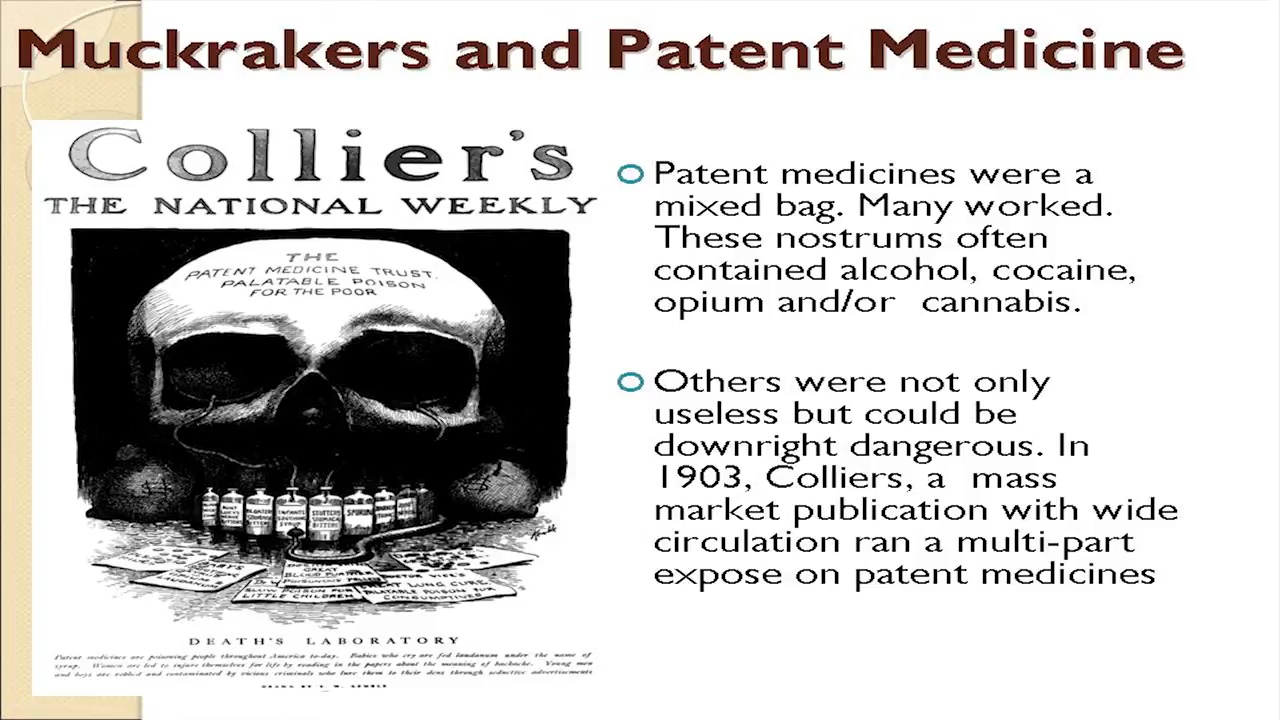 Muckrakers and Patent Medicine
Collier's
THE NATIONAL WEEKLY
THE
PATENT MEDICINE TRUST.
PALATABLE POISON
FOR THE POOR
DEATH'S LABORATORY
Patent medicines are poisoning people throughout America to-day. Babies who cry are fed laudanum under the name of
syrup. Women are led to injure themselves for life by reading in the papers about the meaning of backache. Young men
and boys are robbed and contaminated by vicious criminals who lure them to their dens through seductive advertisements
Patent medicines were a
mixed bag. Many worked.
These nostrums often
contained alcohol, cocaine,
opium and/or cannabis.
Others were not only
useless but could be
downright dangerous. In
1903, Colliers, a mass
market publication with wide
circulation ran a multi-part
expose on patent medicines